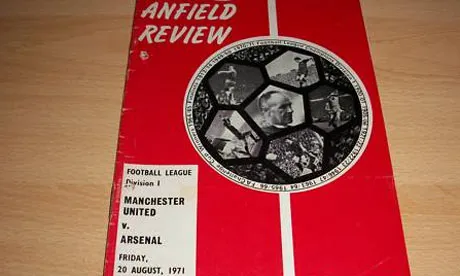 ANFIELD
REVIEW
FOOTBALL LEAGUE
Division I
MANCHESTER
UNITED
v.
ARSENAL
FRIDAY,
20 AUGUST, 1971